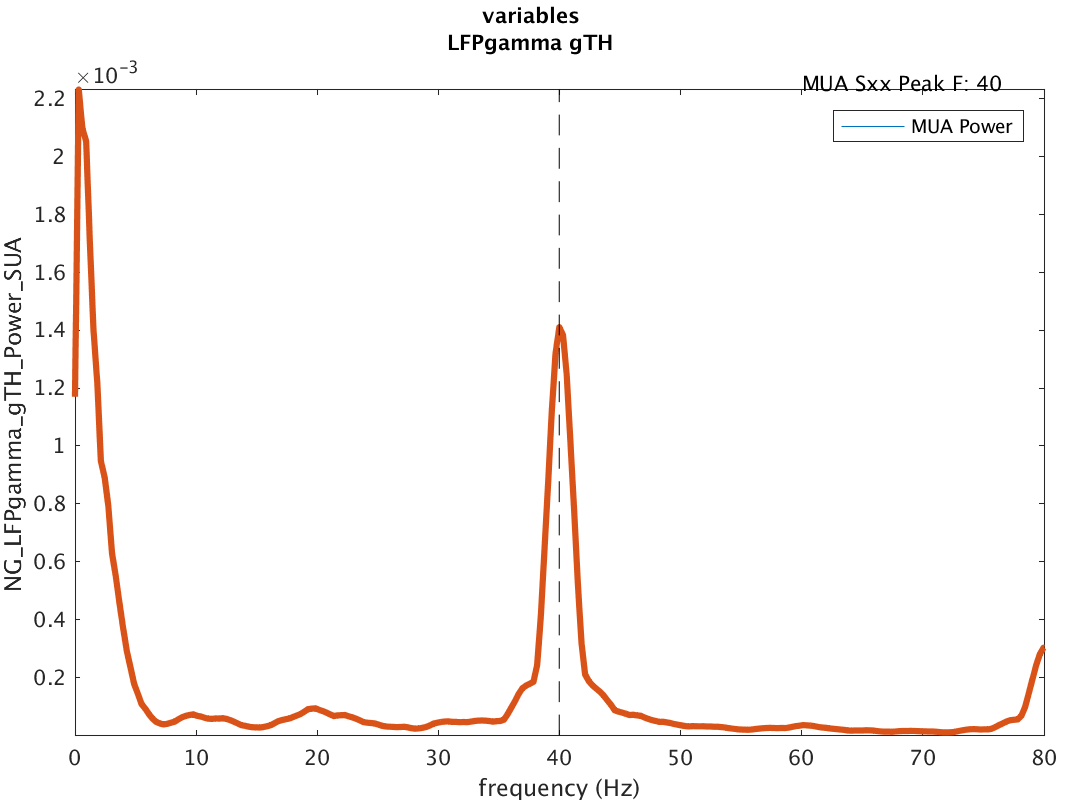 variables
LFPgamma gTH
×10⁻³
MUA Sxx Peak F: 40
MUA Power
2.2
2
1.8
1.6
1.4
1.2
1
0.8
0.6
0.4
0.2
NG_LFPgamma_gTH_Power_SUA
0 10 20 30 40 50 60 70 80
frequency (Hz)